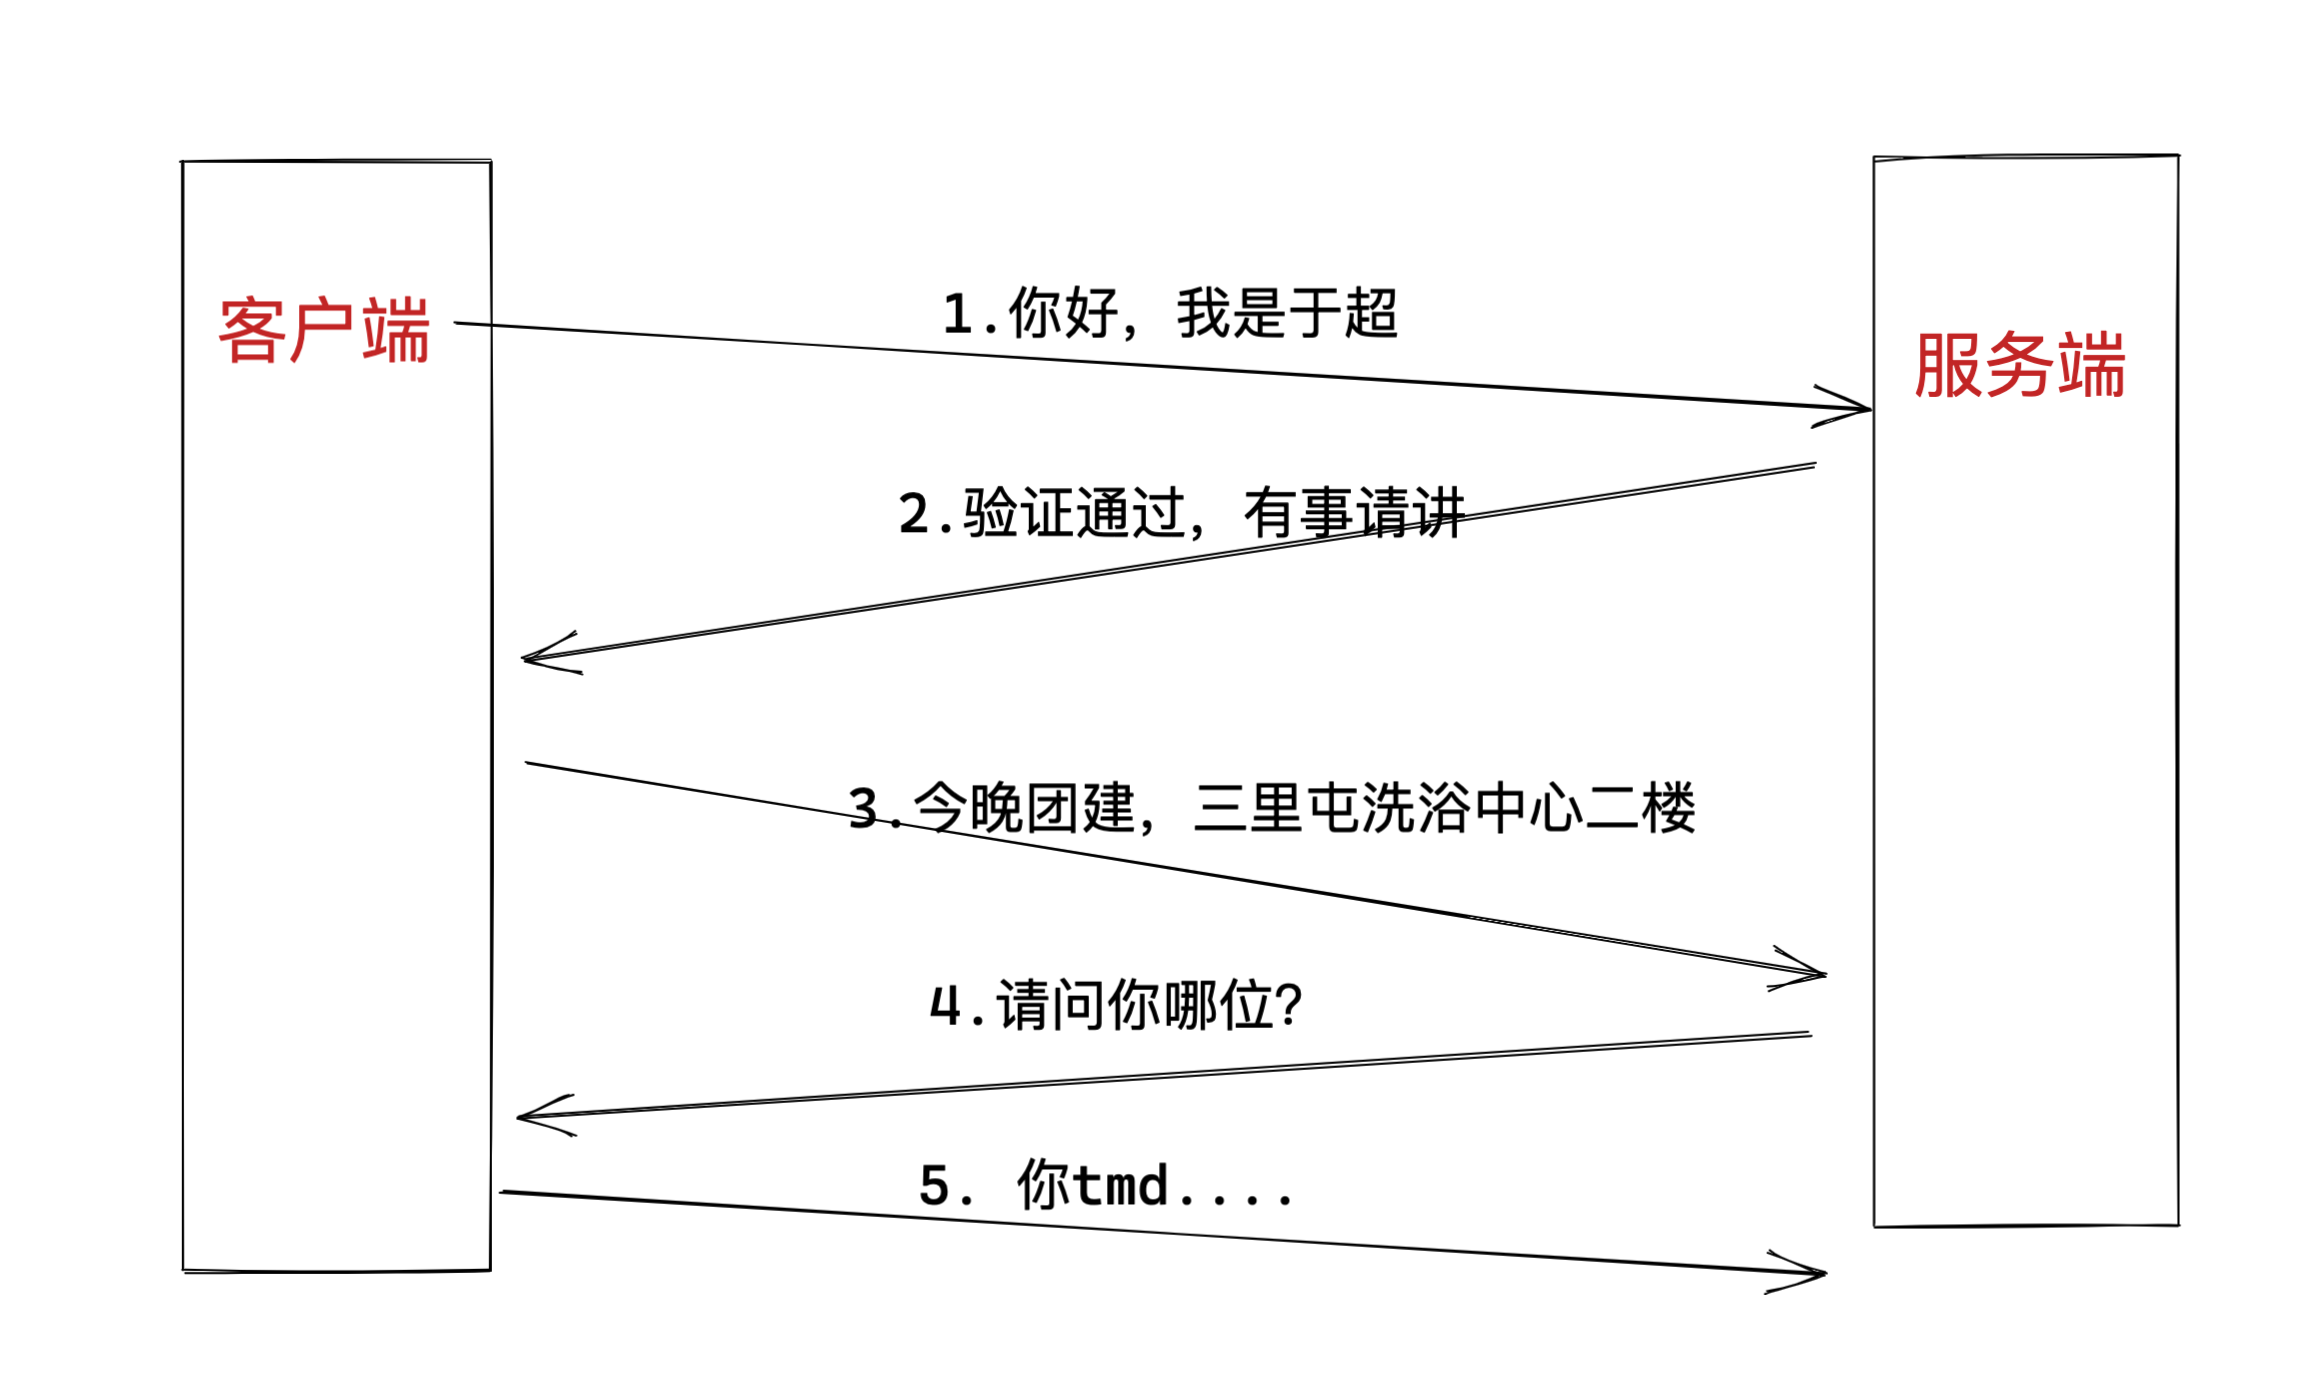 客户端
服务端
1.你好，我是于超
2.验证通过，有事请讲
3.今晚团建，三里屯洗浴中心二楼
4.请问你哪位?
5. 你tmd....